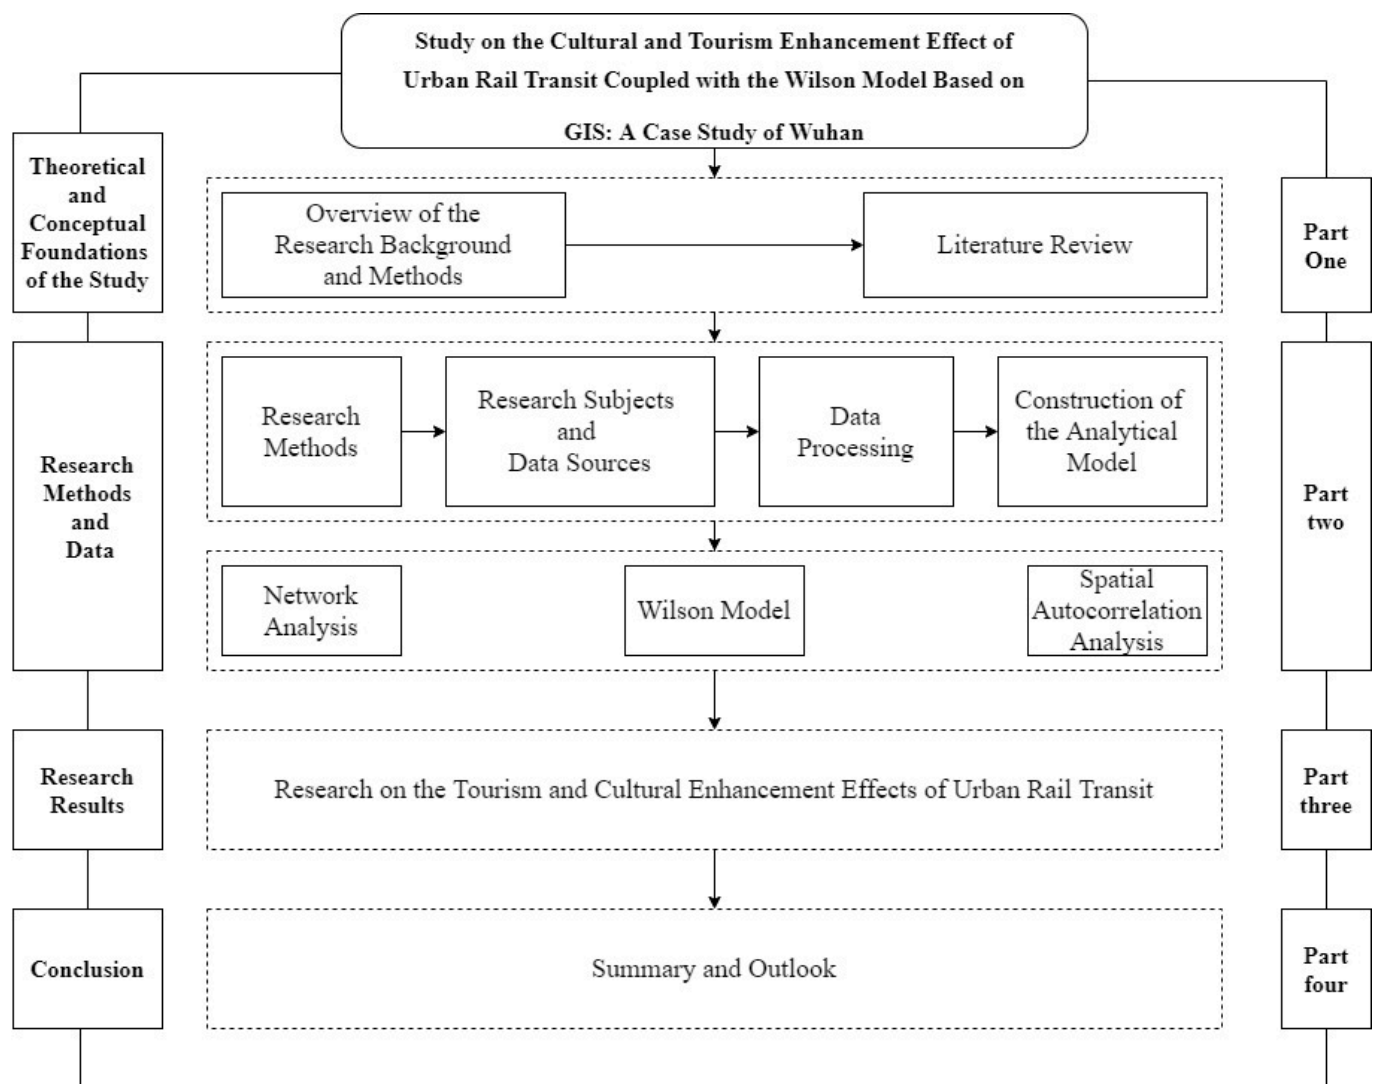 Study on the Cultural and Tourism Enhancement Effect of
Urban Rail Transit Coupled with the Wilson Model Based on
GIS: A Case Study of Wuhan
Theoretical
and
Conceptual
Foundations
of the Study
Overview of the
Research Background
and Methods
Literature Review
Part
One
Research
Methods
and
Data
Research
Methods
Research Subjects
and
Data Sources
Data
Processing
Construction of
the Analytical
Model
Part
two
Network
Analysis
Wilson Model
Spatial
Autocorrelation
Analysis
Research
Results
Research on the Tourism and Cultural Enhancement Effects of Urban Rail Transit
Part
three
Conclusion
Summary and Outlook
Part
four